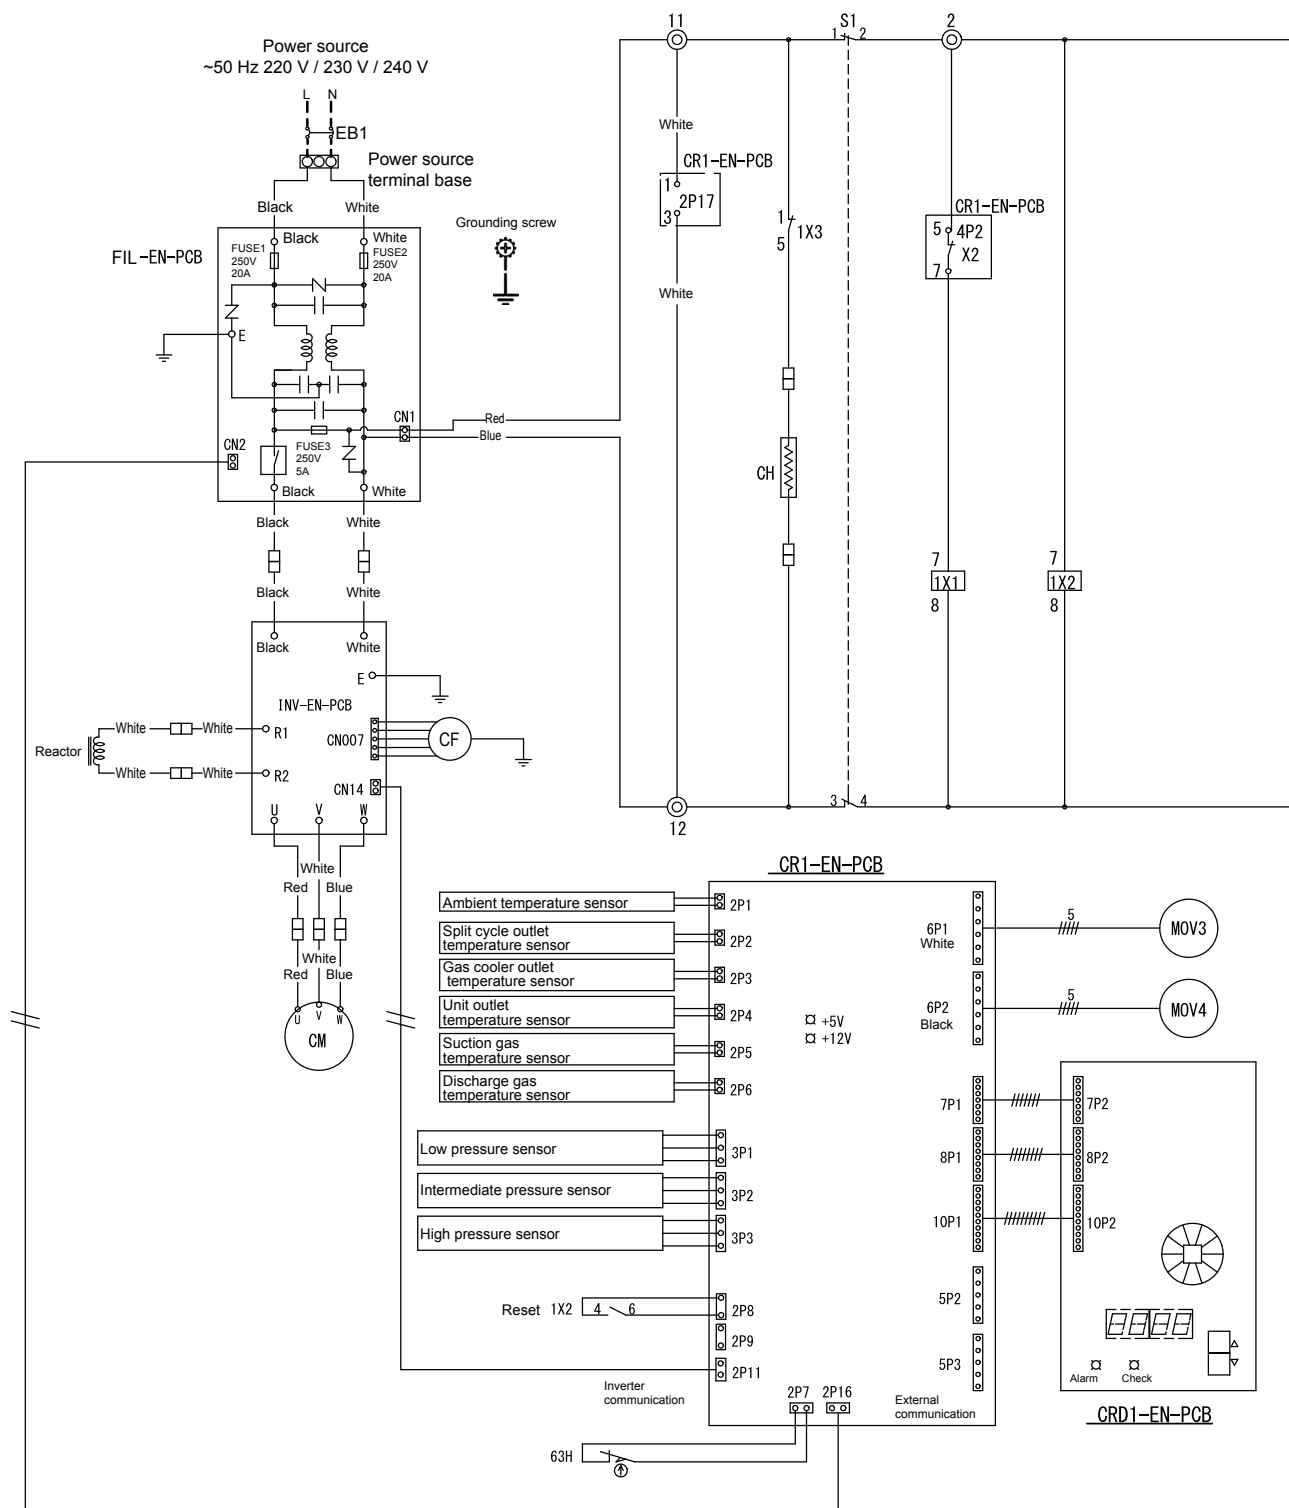 Power source
~50 Hz 220 V / 230 V / 240 V
L N
EB1
Power source
terminal base
Black
White
Grounding screw
FIL-EN-PCB
Black
White
FUSE1
250V
20A
FUSE2
250V
20A
E
CN1
CN2
FUSE3
250V
5A
Red
Blue
Black
White
Black
White
Black
White
Black
White
E
INV-EN-PCB
Reactor
White
White
R1
White
White
R2
CN007
CF
CN14
U V W
White
Red
Blue
White
Red
Blue
U V W
CM
11
S1
1 2
2
White
CR1-EN-PCB
1
2P17
3
White
1
1X3
5
CH
CR1-EN-PCB
5 4P2
X2
7
7
1X1
8
7
1X2
8
12
3 4
CR1-EN-PCB
Ambient temperature sensor
2P1
Split cycle outlet
temperature sensor
2P2
Gas cooler outlet
temperature sensor
2P3
Unit outlet
temperature sensor
2P4
Suction gas
temperature sensor
2P5
Discharge gas
temperature sensor
2P6
Low pressure sensor
3P1
Intermediate pressure sensor
3P2
High pressure sensor
3P3
Reset 1X2 4 6
2P8
2P9
2P11
Inverter
communication
2P7 2P16
63H
+5V
+12V
6P1
White
5
MOV3
6P2
Black
5
MOV4
7P1
7P2
8P1
8P2
10P1
10P2
5P2
5P3
External
communication
88:88
Alarm
Check
CRD1-EN-PCB